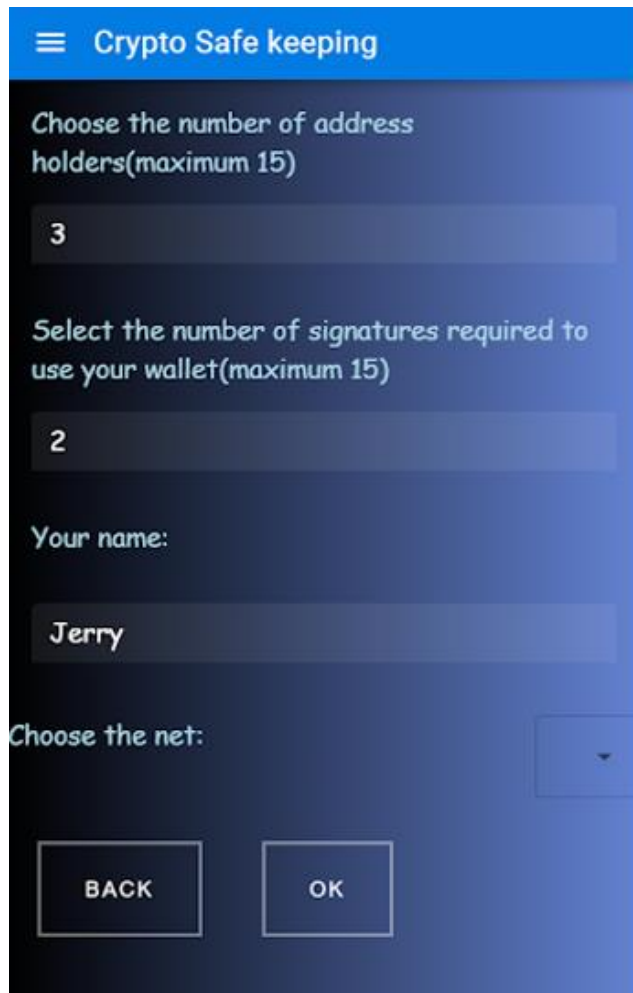 Crypto Safe keeping
Choose the number of address
holders(maximum 15)
3
Select the number of signatures required to
use your wallet(maximum 15)
2
Your name:
Jerry
Choose the net:
BACK
OK